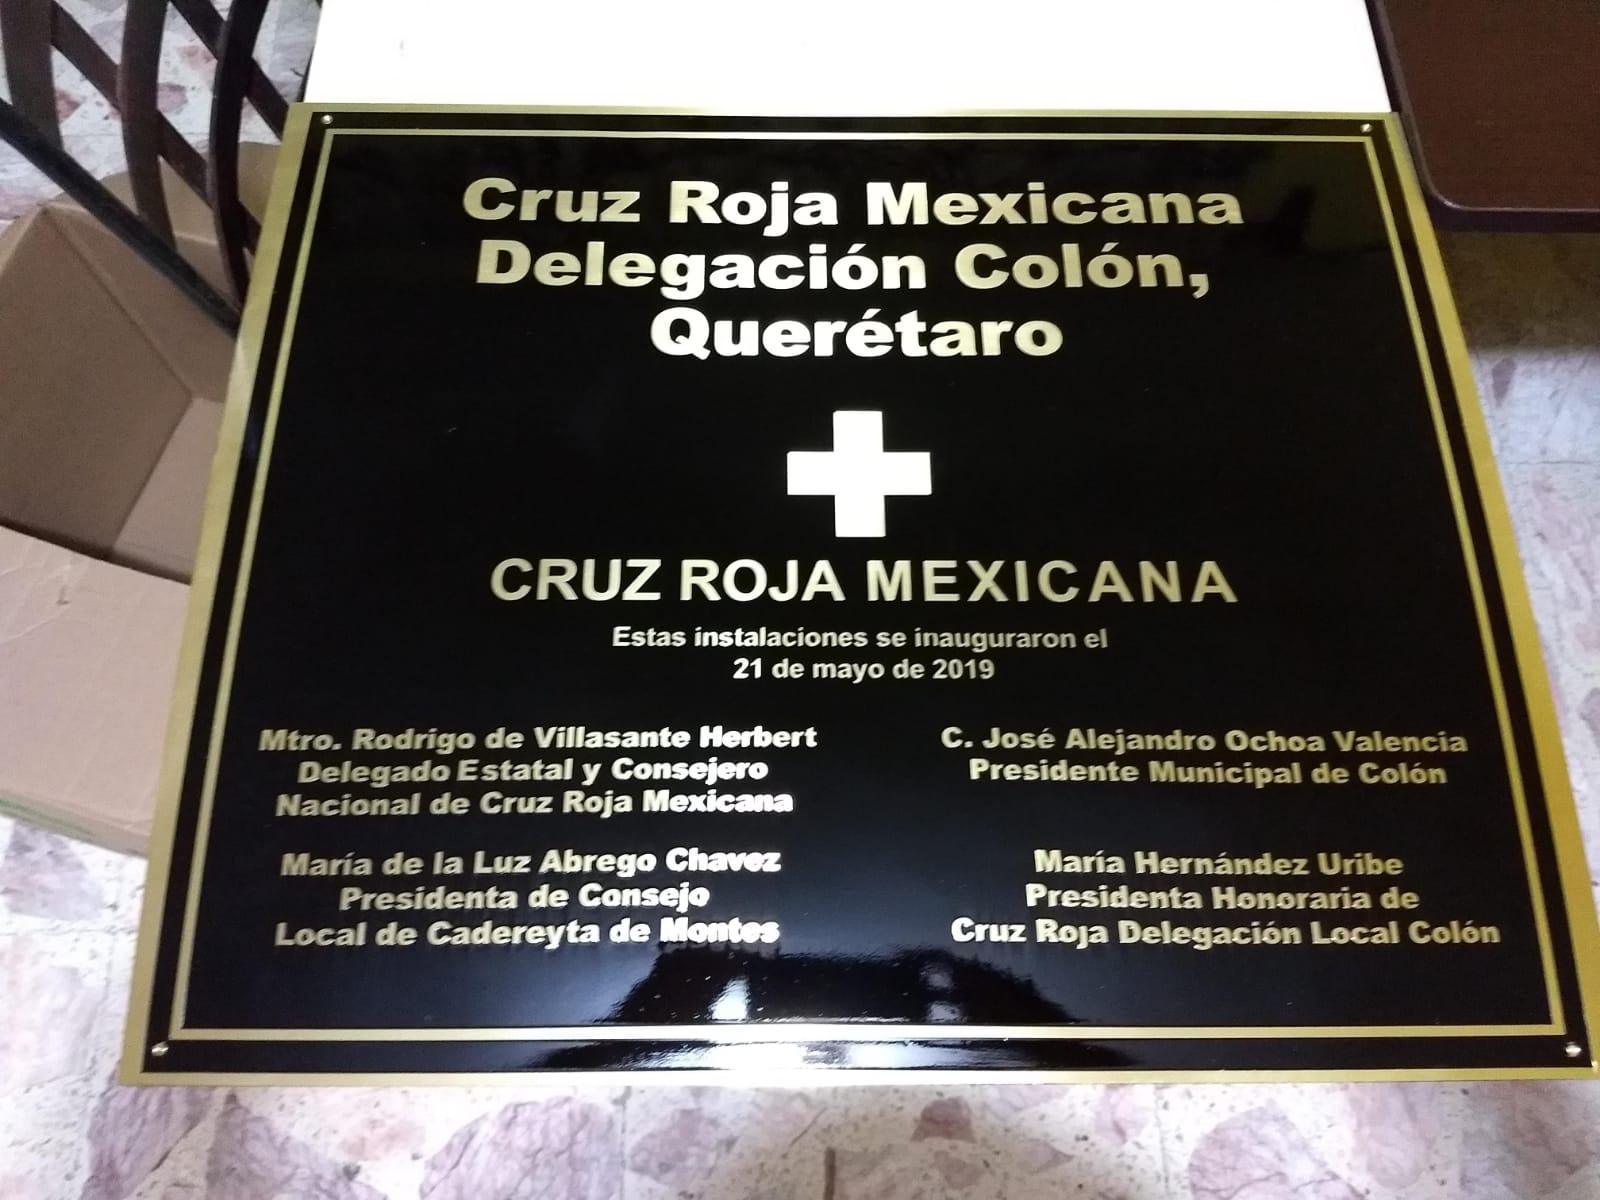 Cruz Roja Mexicana
Delegación Colón,
Querétaro
CRUZ ROJA MEXICANA
Estas instalaciones se inauguraron el
21 de mayo de 2019
Mtro. Rodrigo de Villasante Herbert
Delegado Estatal y Consejero
Nacional de Cruz Roja Mexicana
C. José Alejandro Ochoa Valencia
Presidente Municipal de Colón
María de la Luz Abrego Chavez
Presidenta de Consejo
Local de Cadereyta de Montes
María Hernández Uribe
Presidenta Honoraria de
Cruz Roja Delegación Local Colón